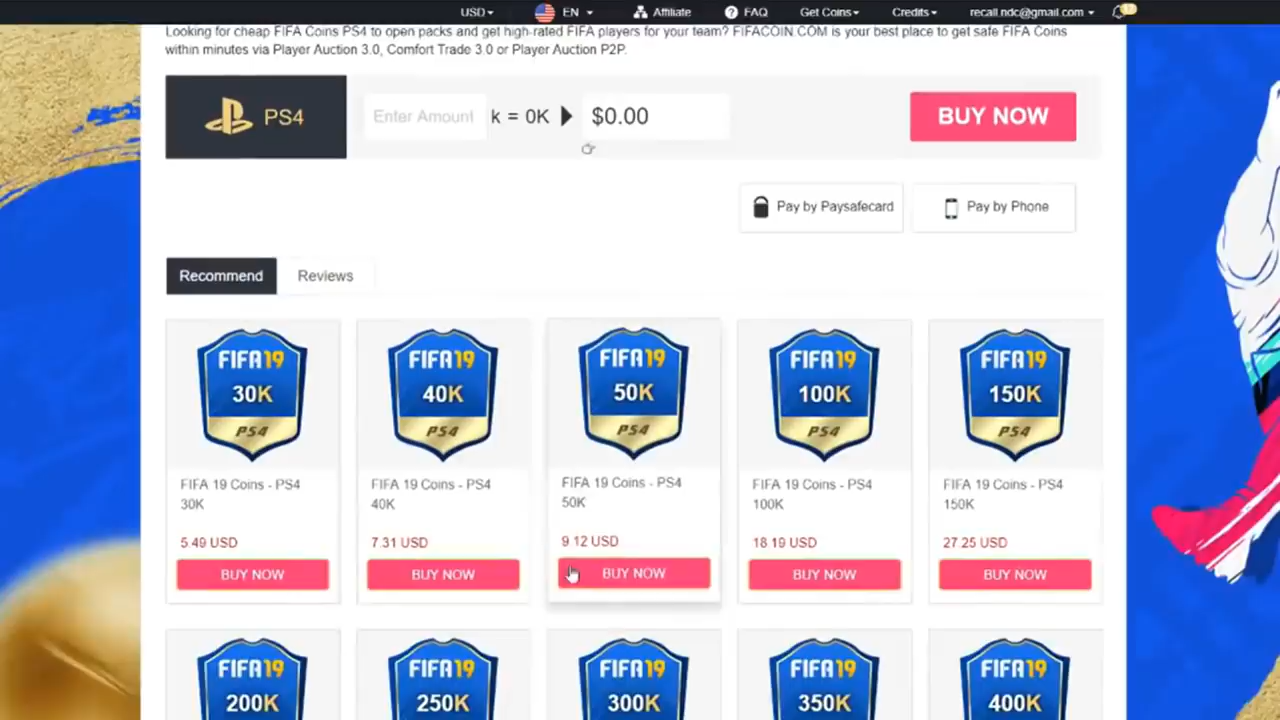 USD EN Affiliate FAQ Get Coins Credits recall.ndc@gmail.com
Looking for cheap FIFA Coins PS4 to open packs and get high-rated FIFA players for your team? FIFACOIN.COM is your best place to get safe FIFA Coins
within minutes via Player Auction 3.0, Comfort Trade 3.0 or Player Auction P2P.
PS4 Enter Amount k = 0K $0.00 BUY NOW
Pay by Paysafecard Pay by Phone
Recommend Reviews
FIFA19 FIFA19 FIFA19 FIFA19 FIFA19
30K 40K 50K 100K 150K
PS4 PS4 PS4 PS4 PS4
FIFA 19 Coins - PS4 FIFA 19 Coins - PS4 FIFA 19 Coins - PS4 FIFA 19 Coins - PS4 FIFA 19 Coins - PS4
30K 40K 50K 100K 150K
5.49 USD 7.31 USD 9.12 USD 18.19 USD 27.25 USD
BUY NOW BUY NOW BUY NOW BUY NOW BUY NOW
FIFA19 FIFA19 FIFA19 FIFA19 FIFA19
200K 250K 300K 350K 400K